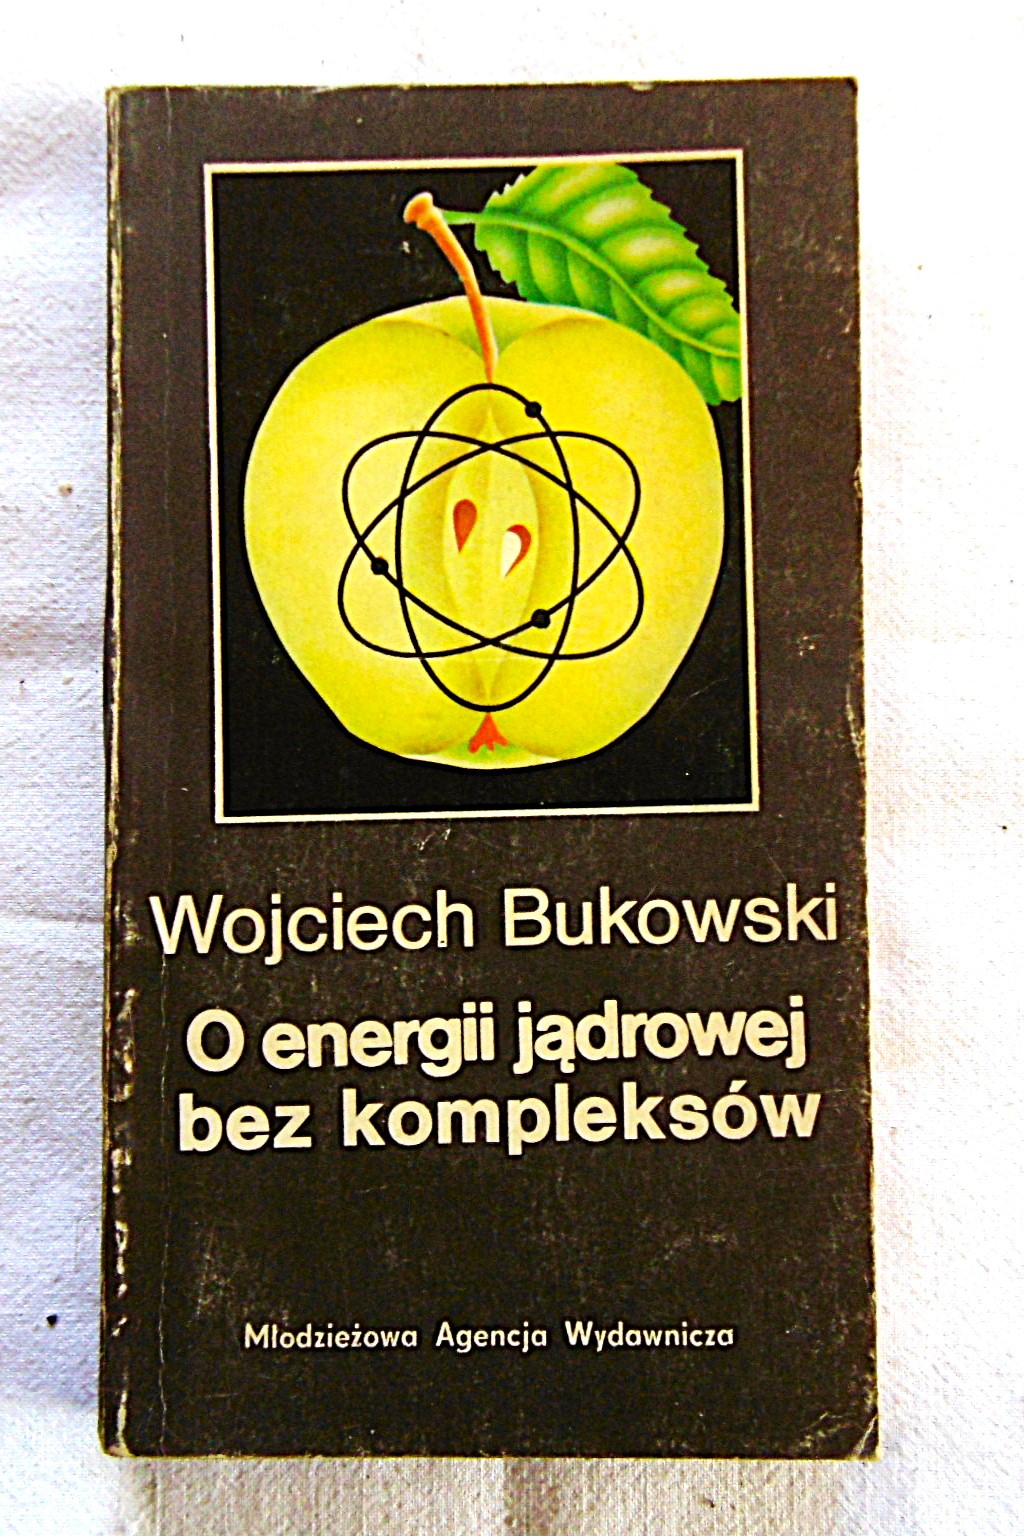 Wojciech Bukowski
O energii jądrowej
bez kompleksów
Młodzieżowa Agencja Wydawnicza